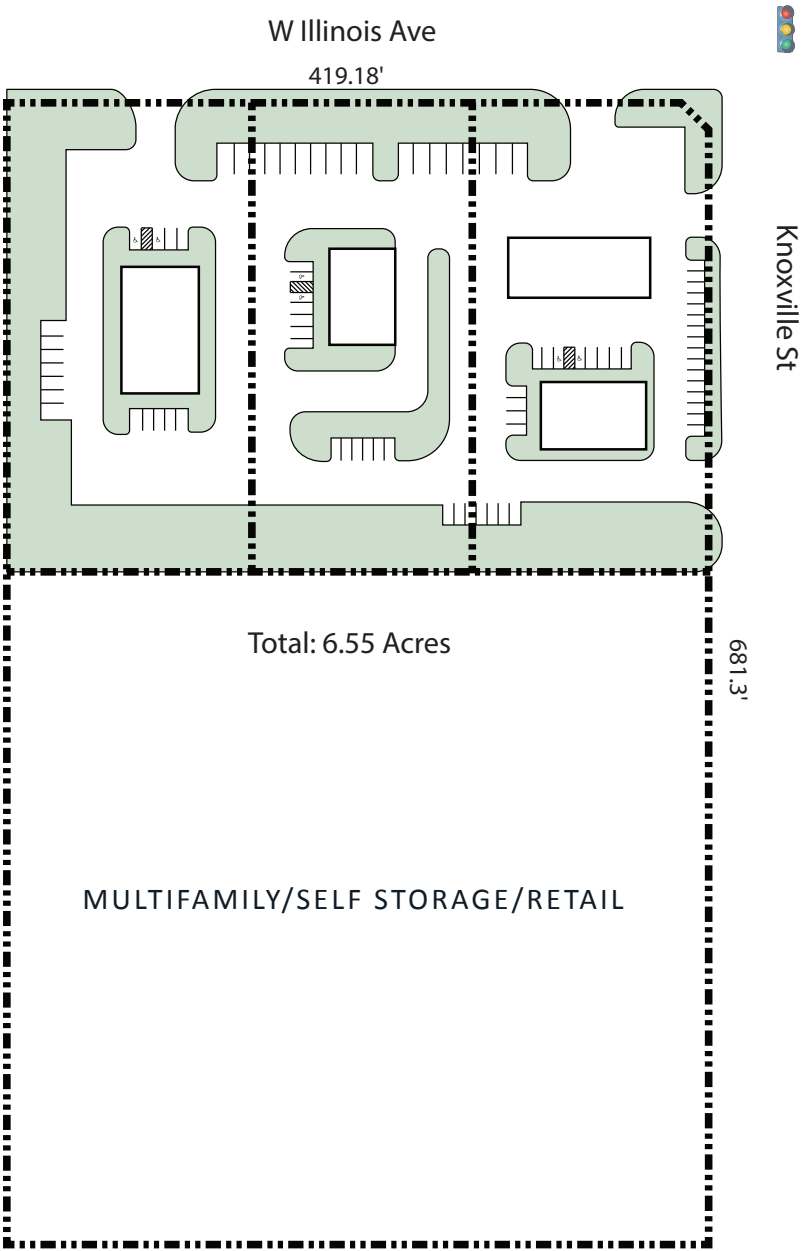 W Illinois Ave
419.18'
Knoxville St
Total: 6.55 Acres
681.3'
MULTIFAMILY/SELF STORAGE/RETAIL